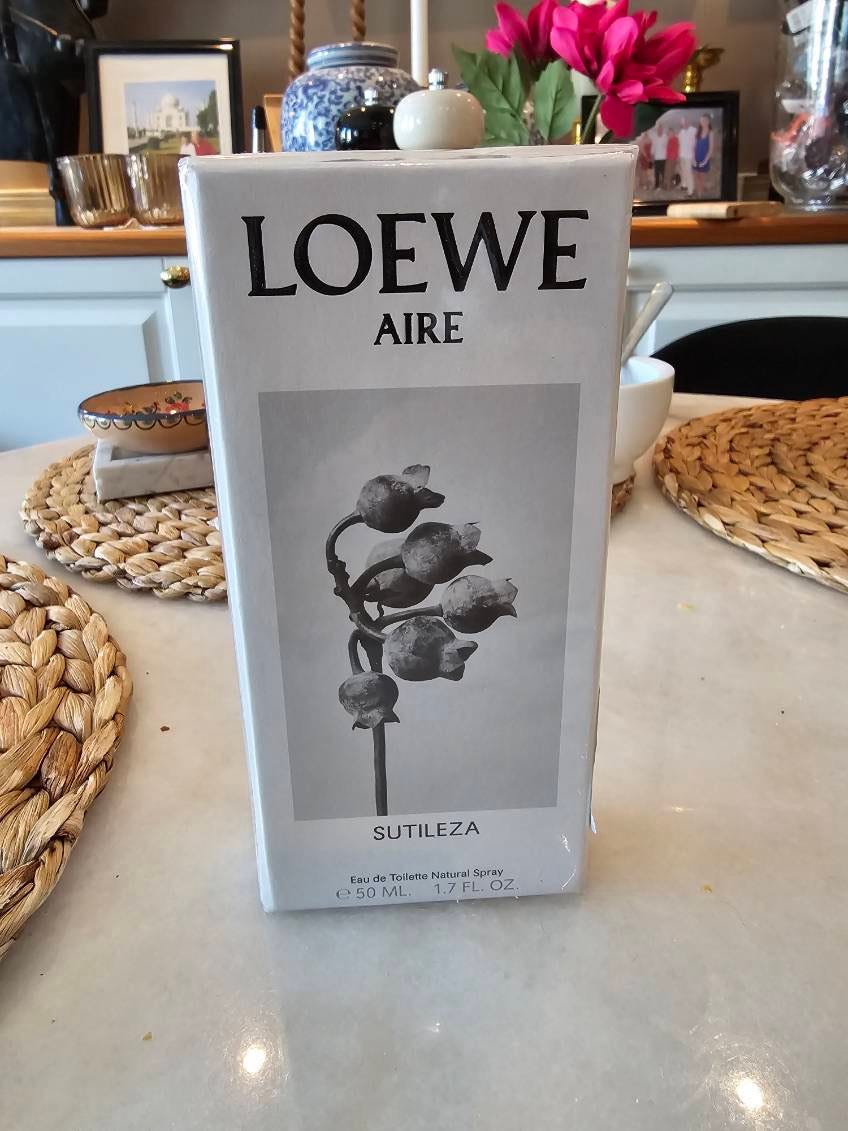 LOEWE
AIRE
SUTILEZA
Eau de Toilette Natural Spray
℮ 50 ML. 1.7 FL. OZ.